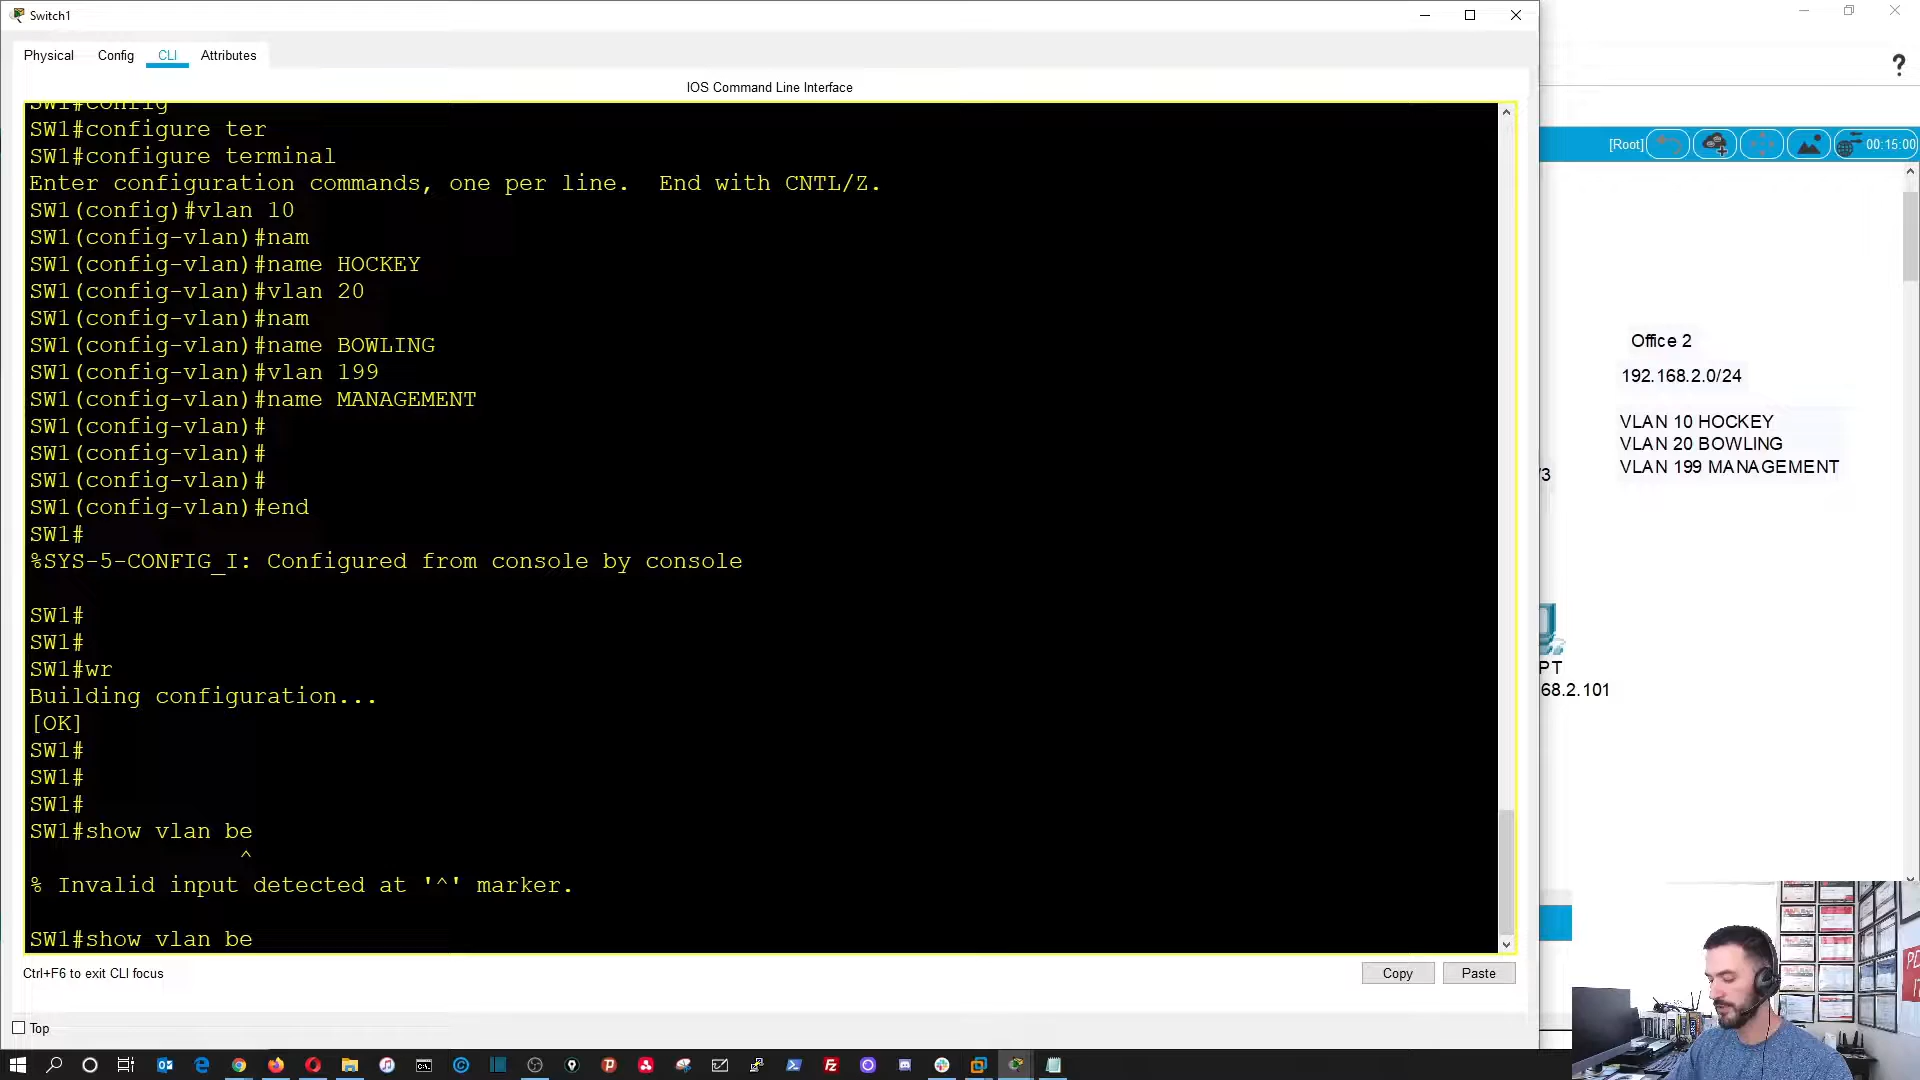 Switch1
Physical
Config
CLI
Attributes
IOS Command Line Interface
SW1#config
SW1#configure ter
SW1#configure terminal
Enter configuration commands, one per line.  End with CNTL/Z.
SW1(config)#vlan 10
SW1(config-vlan)#nam
SW1(config-vlan)#name HOCKEY
SW1(config-vlan)#vlan 20
SW1(config-vlan)#nam
SW1(config-vlan)#name BOWLING
SW1(config-vlan)#vlan 199
SW1(config-vlan)#name MANAGEMENT
SW1(config-vlan)#
SW1(config-vlan)#
SW1(config-vlan)#
SW1(config-vlan)#end
SW1#
%SYS-5-CONFIG_I: Configured from console by console
SW1#
SW1#
SW1#wr
Building configuration...
[OK]
SW1#
SW1#
SW1#
SW1#show vlan be
^
% Invalid input detected at '^' marker.
SW1#show vlan be
Ctrl+F6 to exit CLI focus
Copy
Paste
Top
?
[Root]
00:15:00
Office 2
192.168.2.0/24
VLAN 10 HOCKEY
VLAN 20 BOWLING
VLAN 199 MANAGEMENT
/3
PT
68.2.101